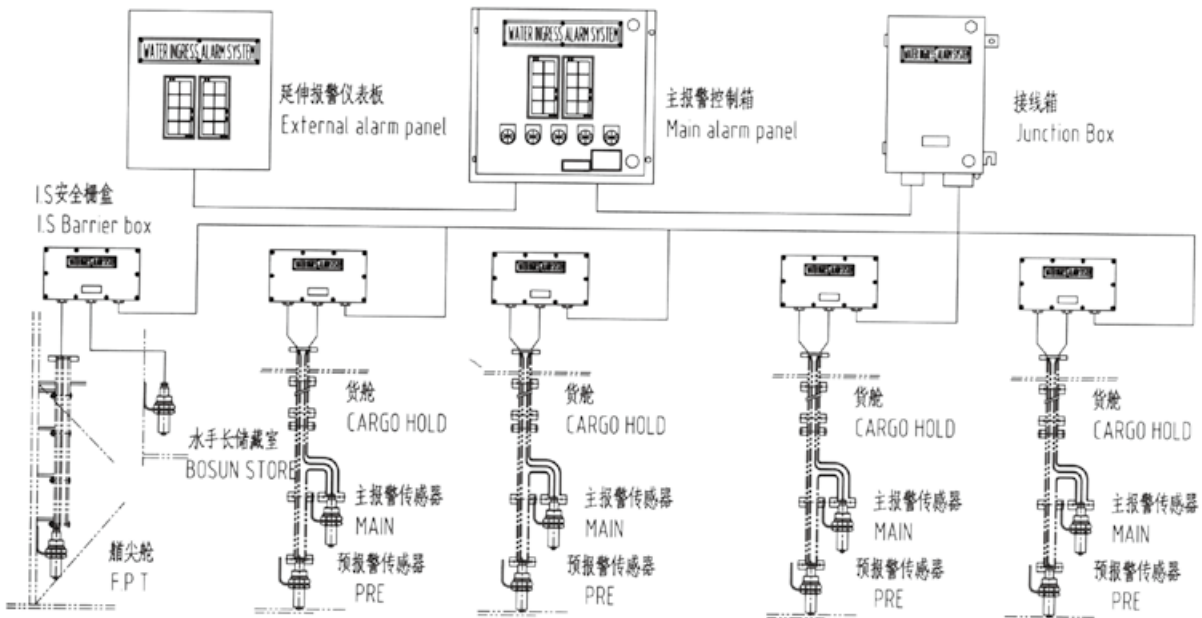 WATER INGRESS ALARM SYSTEM
延伸报警仪表板
External alarm panel
WATER INGRESS ALARM SYSTEM
主报警控制箱
Main alarm panel
接线箱
Junction Box
I.S安全栅盒
I.S Barrier box
水手长储藏室
BOSUN STORE
艏尖舱
F.P.T
货舱
CARGO HOLD
主报警传感器
MAIN
预报警传感器
PRE
货舱
CARGO HOLD
主报警传感器
MAIN
预报警传感器
PRE
货舱
CARGO HOLD
主报警传感器
MAIN
预报警传感器
PRE
货舱
CARGO HOLD
主报警传感器
MAIN
预报警传感器
PRE